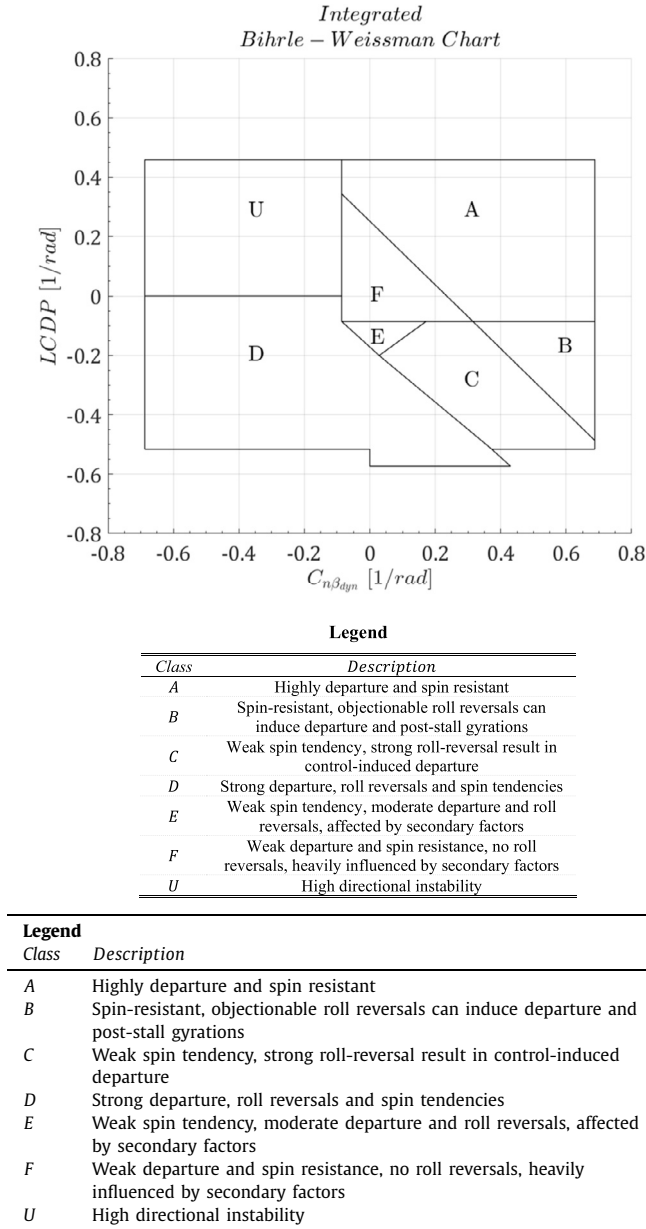 Integrated
Bihrle – Weissman Chart
0.8
0.6
0.4
0.2
0
-0.2
-0.4
-0.6
-0.8
LCDP [1/rad]
U
A
F
E
B
D
C
-0.8 -0.6 -0.4 -0.2 0 0.2 0.4 0.6 0.8
C_{nβ_{dyn}} [1/rad]
Legend
Class Description
A Highly departure and spin resistant
B Spin-resistant, objectionable roll reversals can
induce departure and post-stall gyrations
C Weak spin tendency, strong roll-reversal result in
control-induced departure
D Strong departure, roll reversals and spin tendencies
E Weak spin tendency, moderate departure and roll
reversals, affected by secondary factors
F Weak departure and spin resistance, no roll
reversals, heavily influenced by secondary factors
U High directional instability
Legend
Class Description
A Highly departure and spin resistant
B Spin-resistant, objectionable roll reversals can induce departure and
post-stall gyrations
C Weak spin tendency, strong roll-reversal result in control-induced
departure
D Strong departure, roll reversals and spin tendencies
E Weak spin tendency, moderate departure and roll reversals, affected
by secondary factors
F Weak departure and spin resistance, no roll reversals, heavily
influenced by secondary factors
U High directional instability